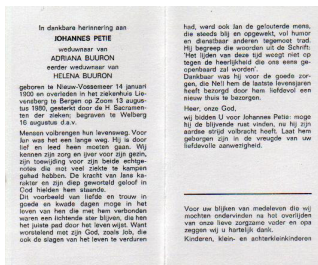 In dankbare herinnering aan
JOHANNES PETIE
weduwnaar van
ADRIANA BUURON
eerder weduwnaar van
HELENA BUURON
geboren te Nieuw-Vossemeer 14 januari
1900 en overleden in het ziekenhuis Lie-
vensberg te Bergen op Zoom 13 augus-
tus 1980, gesterkt door de H. Sacramen-
ten der zieken; begraven te Welberg
16 augustus d.a.v.
Mensen volbrengen hun levensweg. Voor
Jan was het een lange weg. Hij is door
lief en leed heen moeten gaan. Wij
kennen zijn zorg en ijver voor zijn gezin,
zijn toewijding voor zijn beide echtge-
notes die met veel ziekte te kampen
gehad hebben. De kracht van Jans ka-
rakter en zijn diep geworteld geloof in
God hielden hem staande.
Dit voorbeeld van liefde en trouw in
goede en kwade dagen moge in het
leven van hen die met hem verbonden
waren een lichtende ster blijven, die hen
het juiste pad door het leven wijst. Want
worstelend met zijn God, zoals Job, die
ook de slagen van het leven te verduren
had, werd ook Jan de gelouterde mens,
die steeds blij en opgewekt, vol humor
en dienstbaar anderen tegemoet trad.
Hij begreep die woorden uit de Schrift:
'Het lijden van deze tijd weegt niet op
tegen de heerlijkheid die ons eens ge-
openbaard zal worden'.
Dankbaar was hij voor de goede zor-
gen, die Nell hem de laatste levensjaren
heeft bezorgd door hem liefdevol een
nieuw thuis te bezorgen.
Heer, onze God,
wij bidden U voor Johannes Petie: moge
hij de blijvende rust vinden, nu hij zijn
aardse strijd volbracht heeft. Laat hem
geborgen zijn in de vreugde van uw
liefdevolle aanwezigheid.
Voor uw blijken van medeleven die wij
mochten ondervinden na het overlijden
van onze lieve zorgzame vader en opa
zeggen wij u hartelijk dank.
Kinderen, klein- en achterkleinkinderen